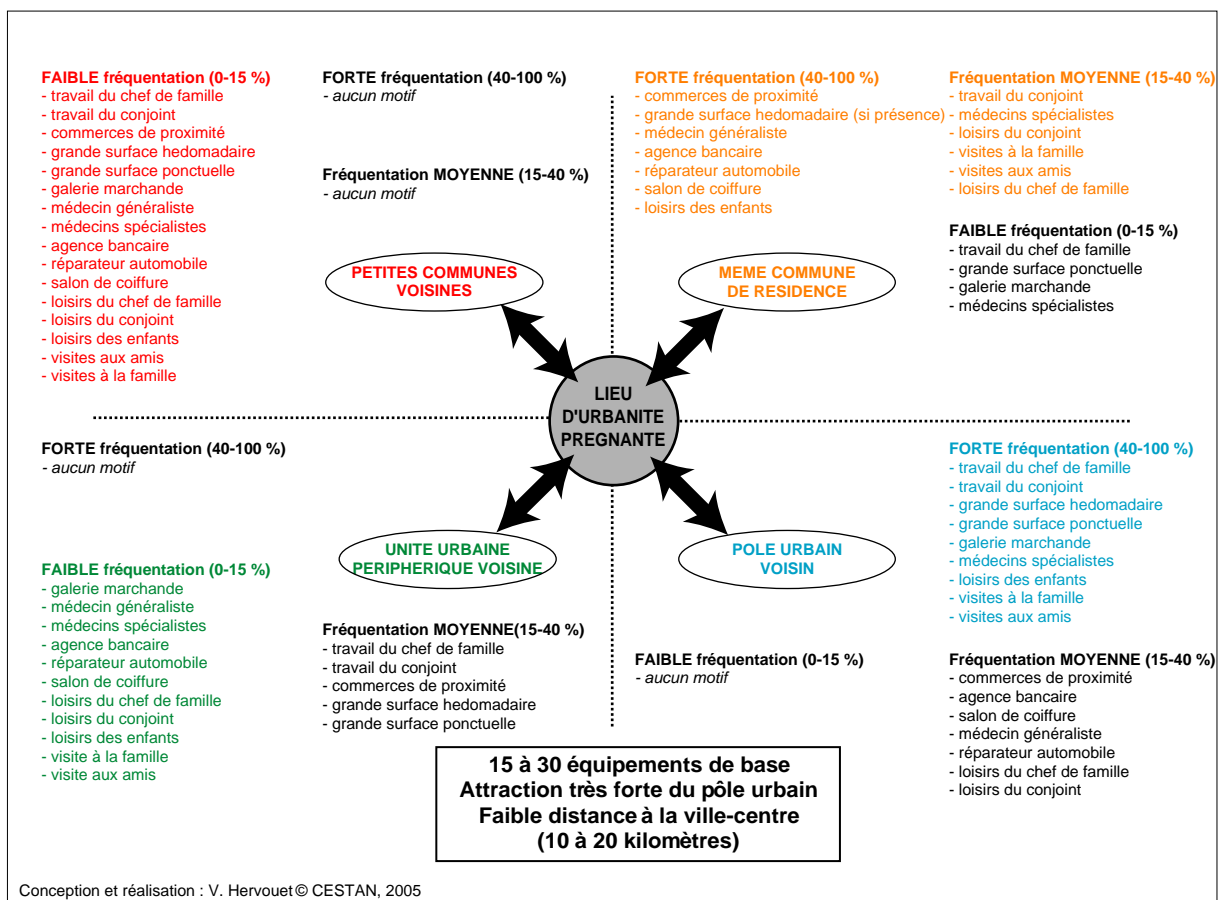 FAIBLE fréquentation (0-15 %)
- travail du chef de famille
- travail du conjoint
- commerces de proximité
- grande surface hedomadaire
- grande surface ponctuelle
- galerie marchande
- médecin généraliste
- médecins spécialistes
- agence bancaire
- réparateur automobile
- salon de coiffure
- loisirs du chef de famille
- loisirs du conjoint
- loisirs des enfants
- visites aux amis
- visites à la famille
FORTE fréquentation (40-100 %)
- aucun motif
Fréquentation MOYENNE (15-40 %)
- aucun motif
PETITES COMMUNES
VOISINES
FORTE fréquentation (40-100 %)
- commerces de proximité
- grande surface hedomadaire (si présence)
- médecin généraliste
- agence bancaire
- réparateur automobile
- salon de coiffure
- loisirs des enfants
Fréquentation MOYENNE (15-40 %)
- travail du conjoint
- médecins spécialistes
- loisirs du conjoint
- visites à la famille
- visites aux amis
- loisirs du chef de famille
FAIBLE fréquentation (0-15 %)
- travail du chef de famille
- grande surface ponctuelle
- galerie marchande
- médecins spécialistes
MEME COMMUNE
DE RESIDENCE
LIEU
D'URBANITE
PREGNANTE
FORTE fréquentation (40-100 %)
- aucun motif
FAIBLE fréquentation (0-15 %)
- galerie marchande
- médecin généraliste
- médecins spécialistes
- agence bancaire
- réparateur automobile
- salon de coiffure
- loisirs du chef de famille
- loisirs du conjoint
- loisirs des enfants
- visite à la famille
- visite aux amis
UNITE URBAINE
PERIPHERIQUE VOISINE
Fréquentation MOYENNE(15-40 %)
- travail du chef de famille
- travail du conjoint
- commerces de proximité
- grande surface hedomadaire
- grande surface ponctuelle
POLE URBAIN
VOISIN
FAIBLE fréquentation (0-15 %)
- aucun motif
FORTE fréquentation (40-100 %)
- travail du chef de famille
- travail du conjoint
- grande surface hedomadaire
- grande surface ponctuelle
- galerie marchande
- médecins spécialistes
- loisirs des enfants
- visites à la famille
- visites aux amis
Fréquentation MOYENNE (15-40 %)
- commerces de proximité
- agence bancaire
- salon de coiffure
- médecin généraliste
- réparateur automobile
- loisirs du chef de famille
- loisirs du conjoint
15 à 30 équipements de base
Attraction très forte du pôle urbain
Faible distance à la ville-centre
(10 à 20 kilomètres)
Conception et réalisation : V. Hervouet © CESTAN, 2005